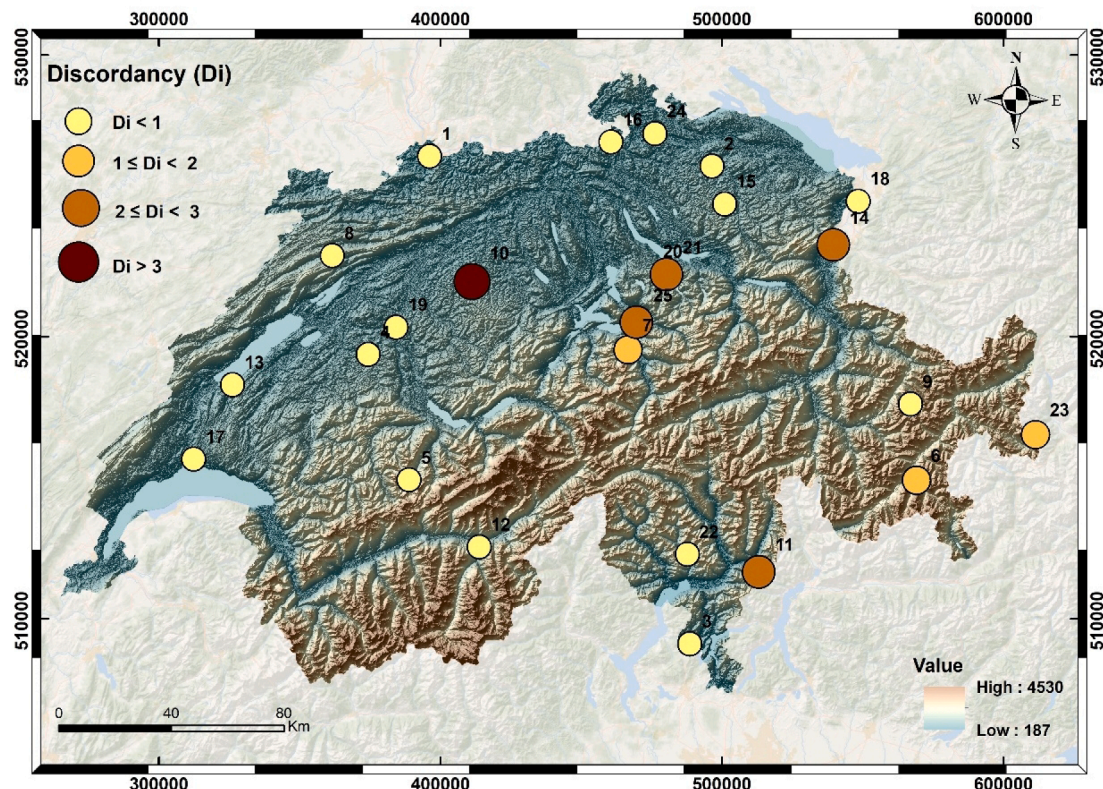 300000 400000 500000 600000
530000 530000
Discordancy (Di)
Di < 1
1 ≤ Di < 2
2 ≤ Di < 3
Di > 3
N
W E
S
24
16
1
2
15
18
14
8
10
20 21
25
19
7
4
520000 520000
13
9
23
17
5
6
12
22
11
3
510000 510000
Value
High : 4530
Low : 187
0 40 80
Km
300000 400000 500000 600000